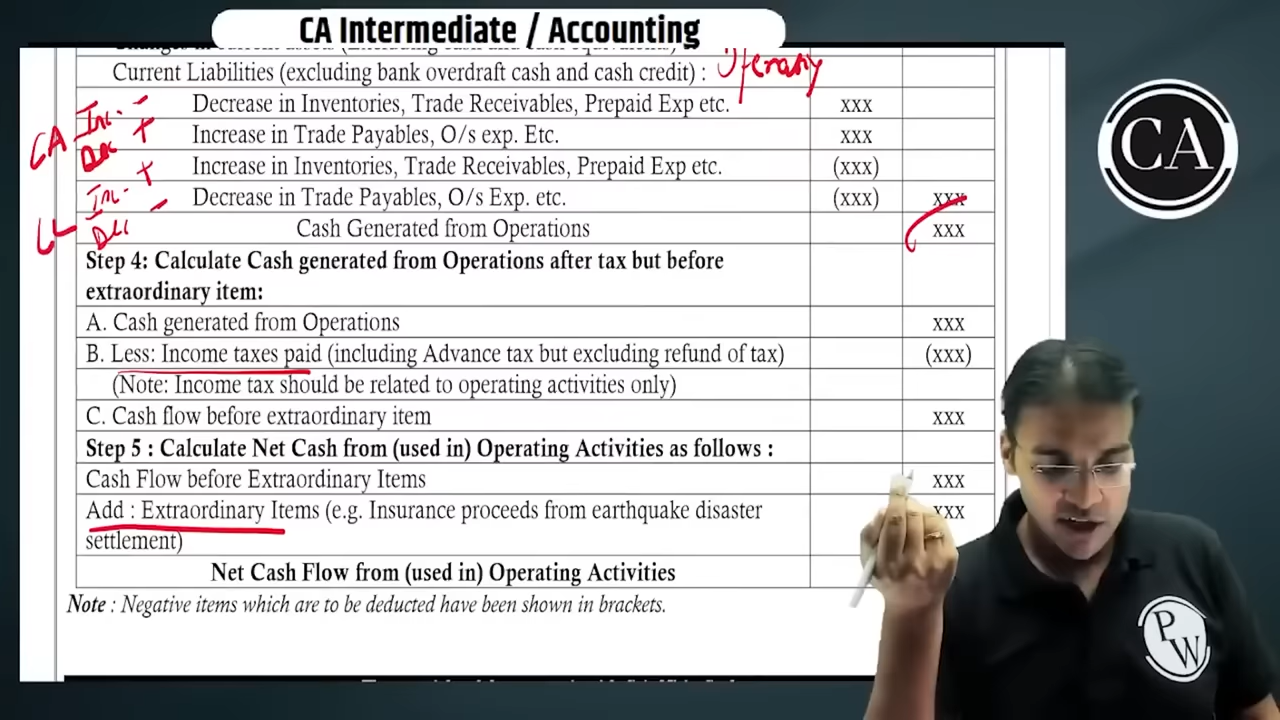 CA Intermediate / Accounting
Current Liabilities (excluding bank overdraft cash and cash credit) :
CA Inc. - Decrease in Inventories, Trade Receivables, Prepaid Exp etc. xxx
Dec + Increase in Trade Payables, O/s exp. Etc. xxx
Inc. + Increase in Inventories, Trade Receivables, Prepaid Exp etc. (xxx)
CL Dec - Decrease in Trade Payables, O/s Exp. etc. (xxx) xxx
Cash Generated from Operations xxx
Step 4: Calculate Cash generated from Operations after tax but before
extraordinary item:
A. Cash generated from Operations xxx
B. Less: Income taxes paid (including Advance tax but excluding refund of tax) (xxx)
(Note: Income tax should be related to operating activities only)
C. Cash flow before extraordinary item xxx
Step 5 : Calculate Net Cash from (used in) Operating Activities as follows :
Cash Flow before Extraordinary Items xxx
Add : Extraordinary Items (e.g. Insurance proceeds from earthquake disaster xxx
settlement)
Net Cash Flow from (used in) Operating Activities
Note : Negative items which are to be deducted have been shown in brackets.
CA
PW